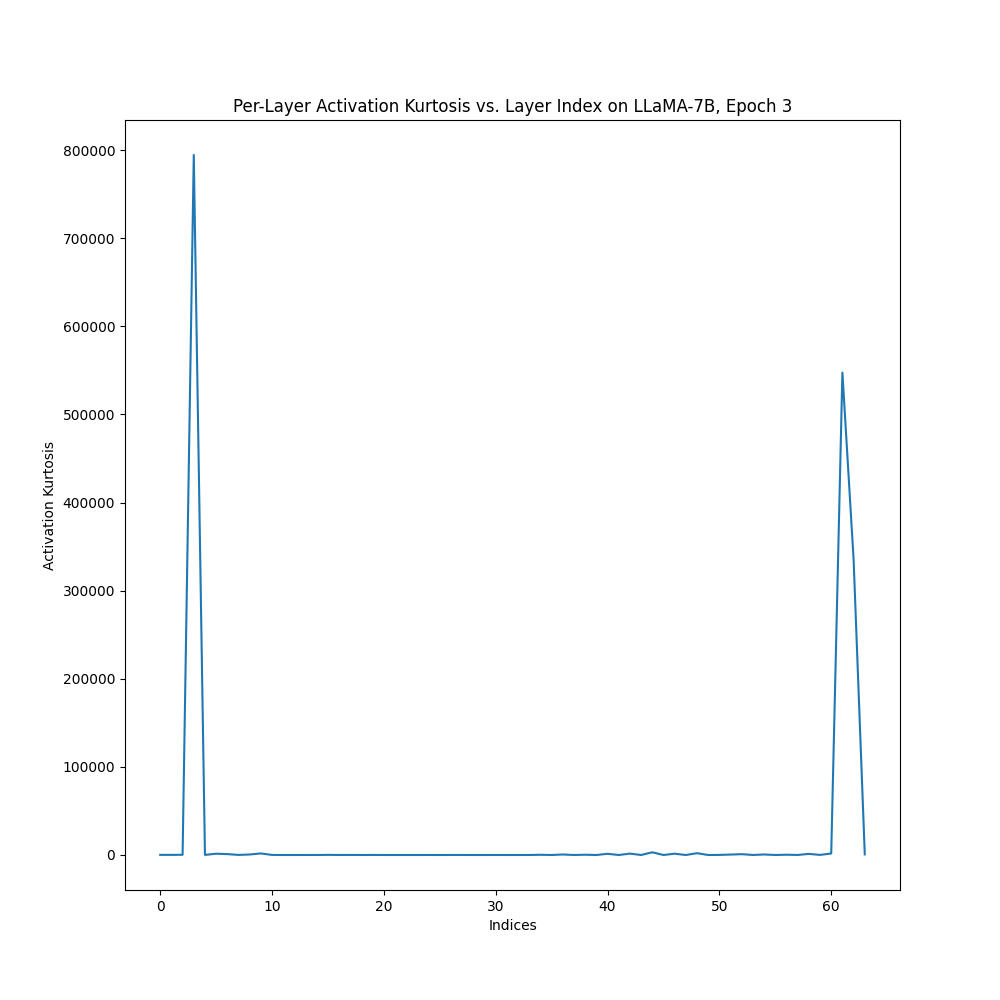 Per-Layer Activation Kurtosis vs. Layer Index on LLaMA-7B, Epoch 3
800000
700000
600000
500000
400000
300000
200000
100000
0
Activation Kurtosis
0 10 20 30 40 50 60
Indices